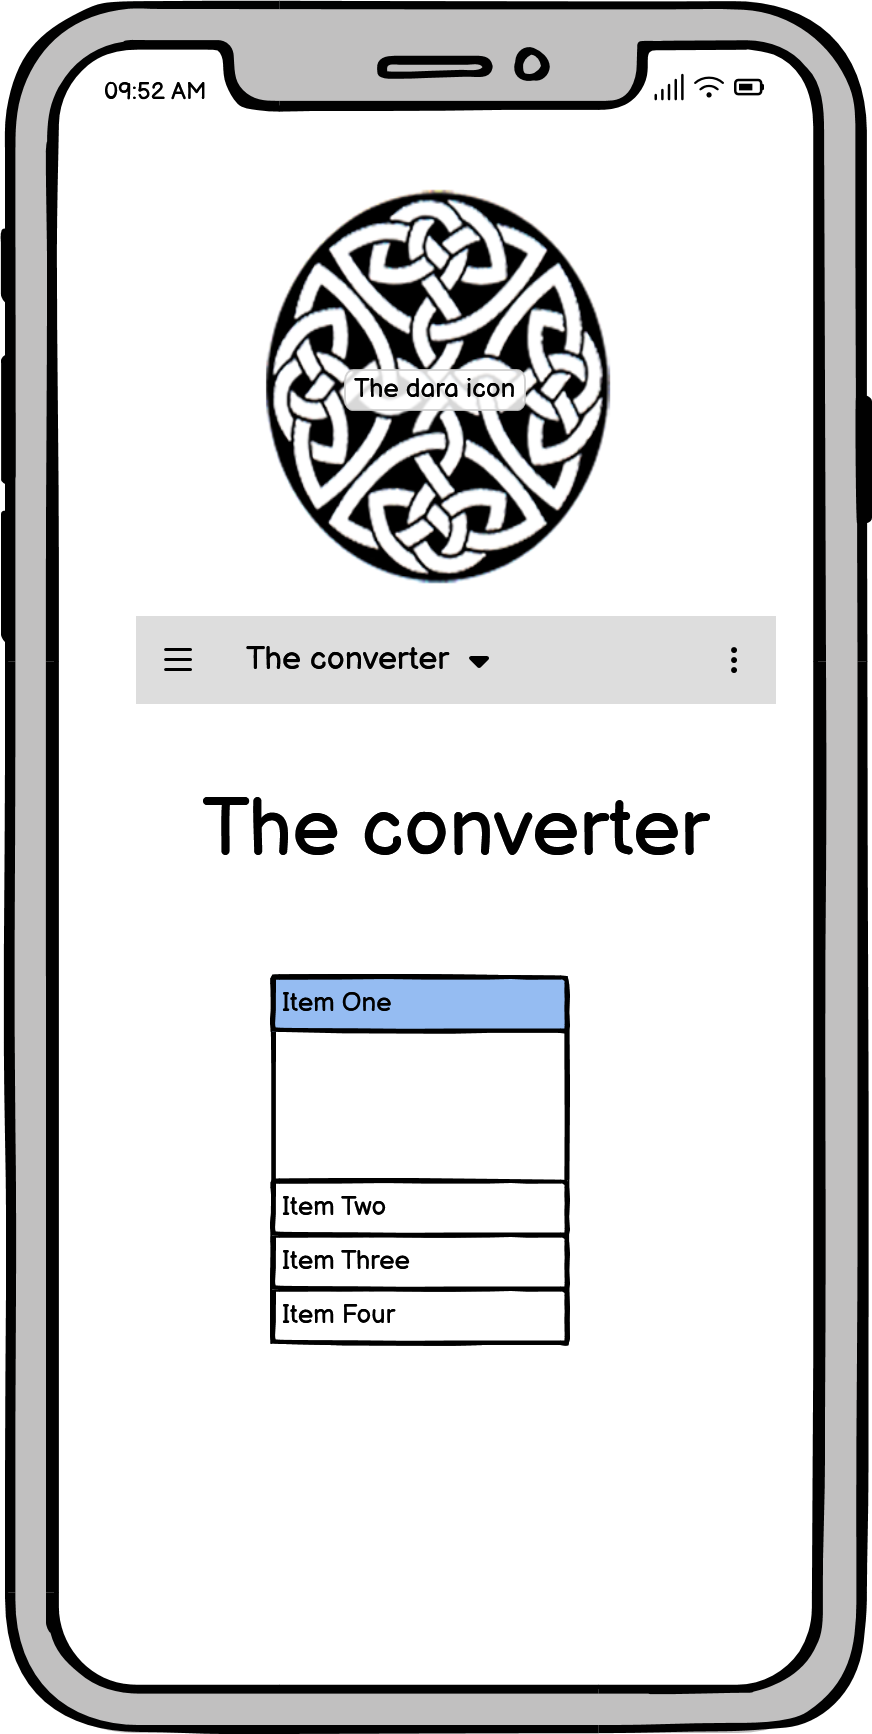 09:52 AM
The dara icon
The converter
The converter
Item One
Item Two
Item Three
Item Four